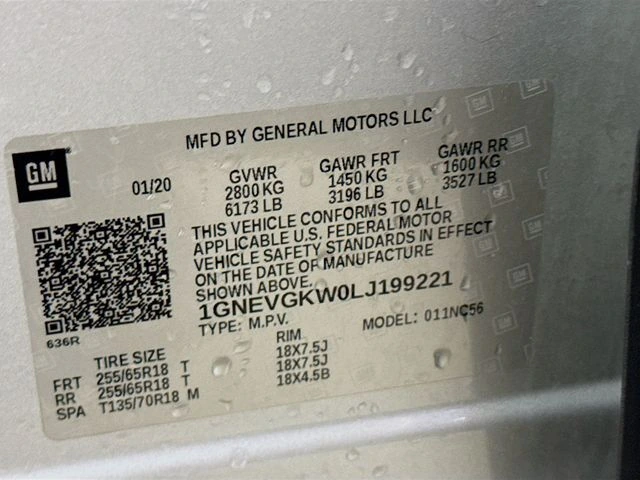 MFD BY GENERAL MOTORS LLC
GM
01/20
GVWR GAWR FRT GAWR RR
2800 KG 1450 KG 1600 KG
6173 LB 3196 LB 3527 LB
THIS VEHICLE CONFORMS TO ALL
APPLICABLE U.S. FEDERAL MOTOR
VEHICLE SAFETY STANDARDS IN EFFECT
ON THE DATE OF MANUFACTURE
SHOWN ABOVE.
1GNEVGKW0LJ199221
TYPE: M.P.V. MODEL: 011NC56
636R
TIRE SIZE RIM
FRT 255/65R18 T 18X7.5J
RR 255/65R18 T 18X7.5J
SPA T135/70R18 M 18X4.5B